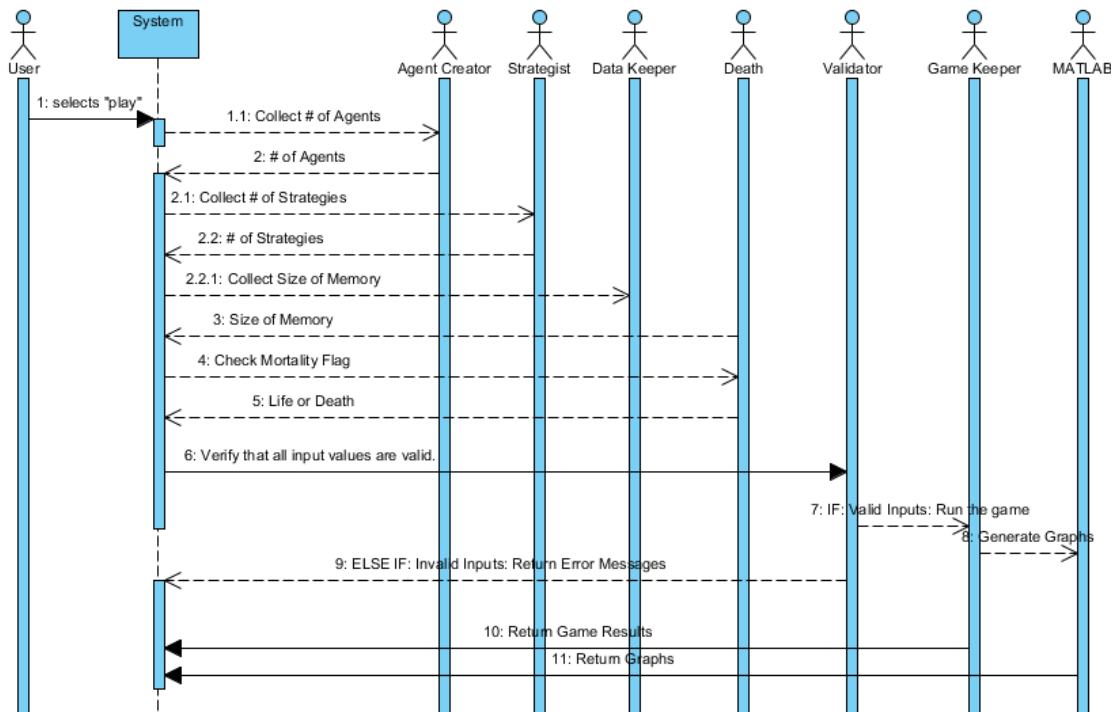 System
User
Agent Creator
Strategist
Data Keeper
Death
Validator
Game Keeper
MATLAB
1: selects "play"
1.1: Collect # of Agents
2: # of Agents
2.1: Collect # of Strategies
2.2: # of Strategies
2.2.1: Collect Size of Memory
3: Size of Memory
4: Check Mortality Flag
5: Life or Death
6: Verify that all input values are valid.
7: IF: Valid Inputs: Run the game
8: Generate Graphs
9: ELSE IF: Invalid Inputs: Return Error Messages
10: Return Game Results
11: Return Graphs